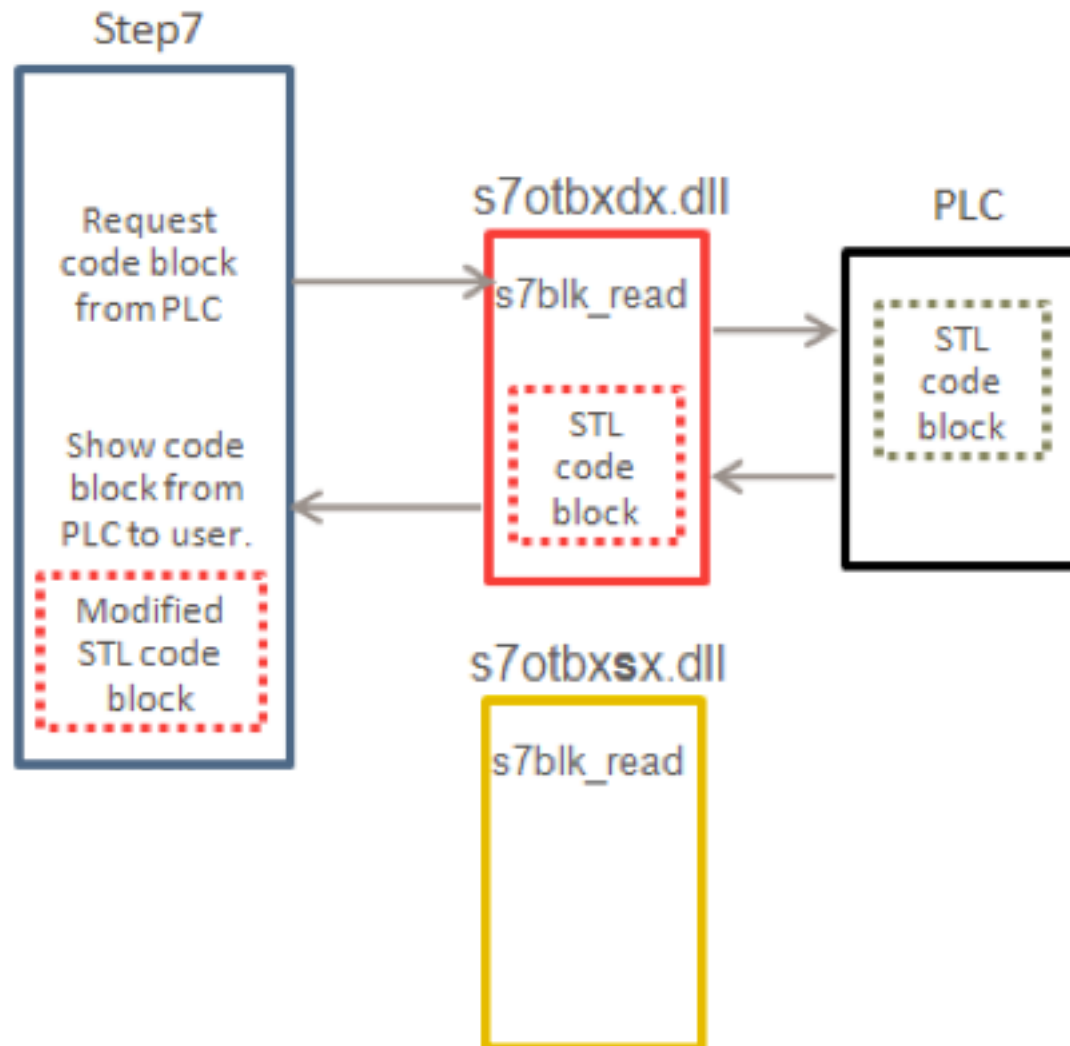 Step7
Request
code block
from PLC
Show code
block from
PLC to user.
Modified
STL code
block
s7otbxdx.dll
s7blk_read
STL
code
block
s7otbxsx.dll
s7blk_read
PLC
STL
code
block